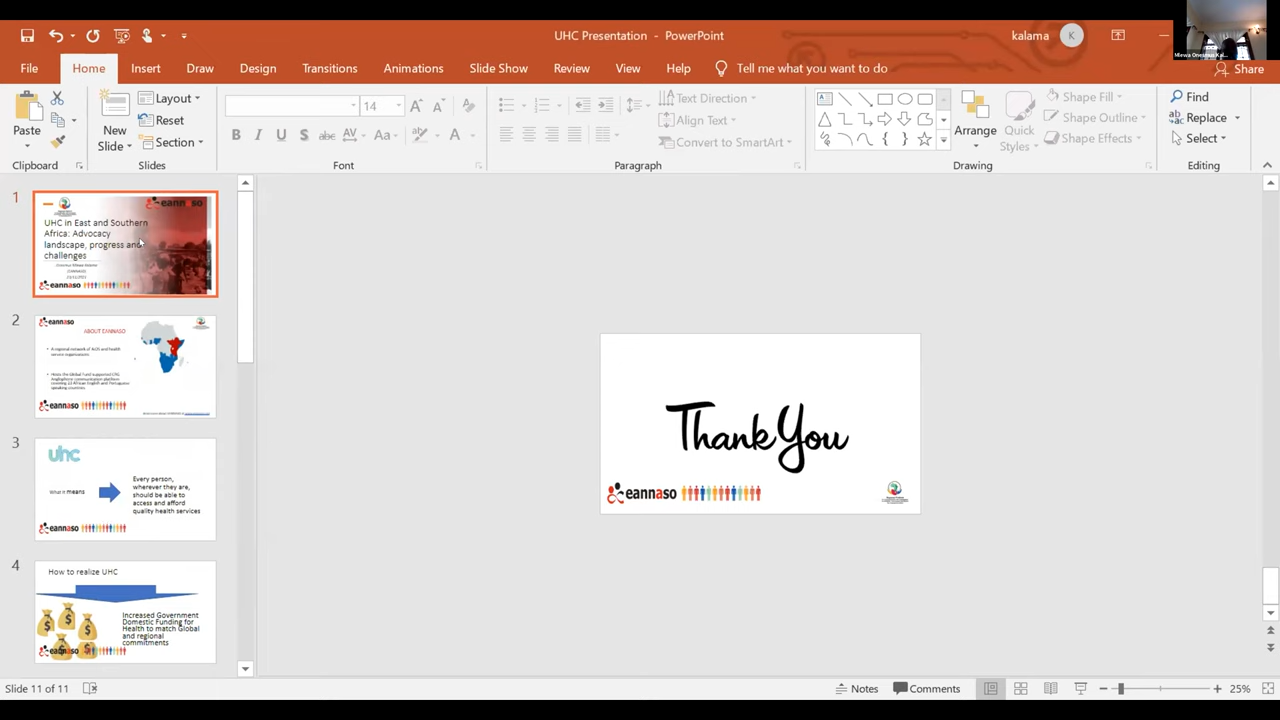 UHC Presentation - PowerPoint
kalama
K
File
Home
Insert
Draw
Design
Transitions
Animations
Slide Show
Review
View
Help
Tell me what you want to do
Share
Paste
New
Slide
Layout
Reset
Section
14
Text Direction
Align Text
Convert to SmartArt
Arrange
Quick
Styles
Shape Fill
Shape Outline
Shape Effects
Find
Replace
Select
Clipboard
Slides
Font
Paragraph
Drawing
Editing
1
eannaso
UHC in East and Southern
Africa: Advocacy
landscape, progress and
challenges
eannaso
2
eannaso
ABOUT EANNASO
A regional network of
service organizations
eannaso
3
uhc
What it means
Every person,
wherever they are,
should be able to
access and afford
quality health services
eannaso
4
How to realize UHC
Increased Government
Domestic Funding for
Health to match Global
and regional
commitments
eannaso
Thank You
eannaso
Slide 11 of 11
Notes
Comments
25%